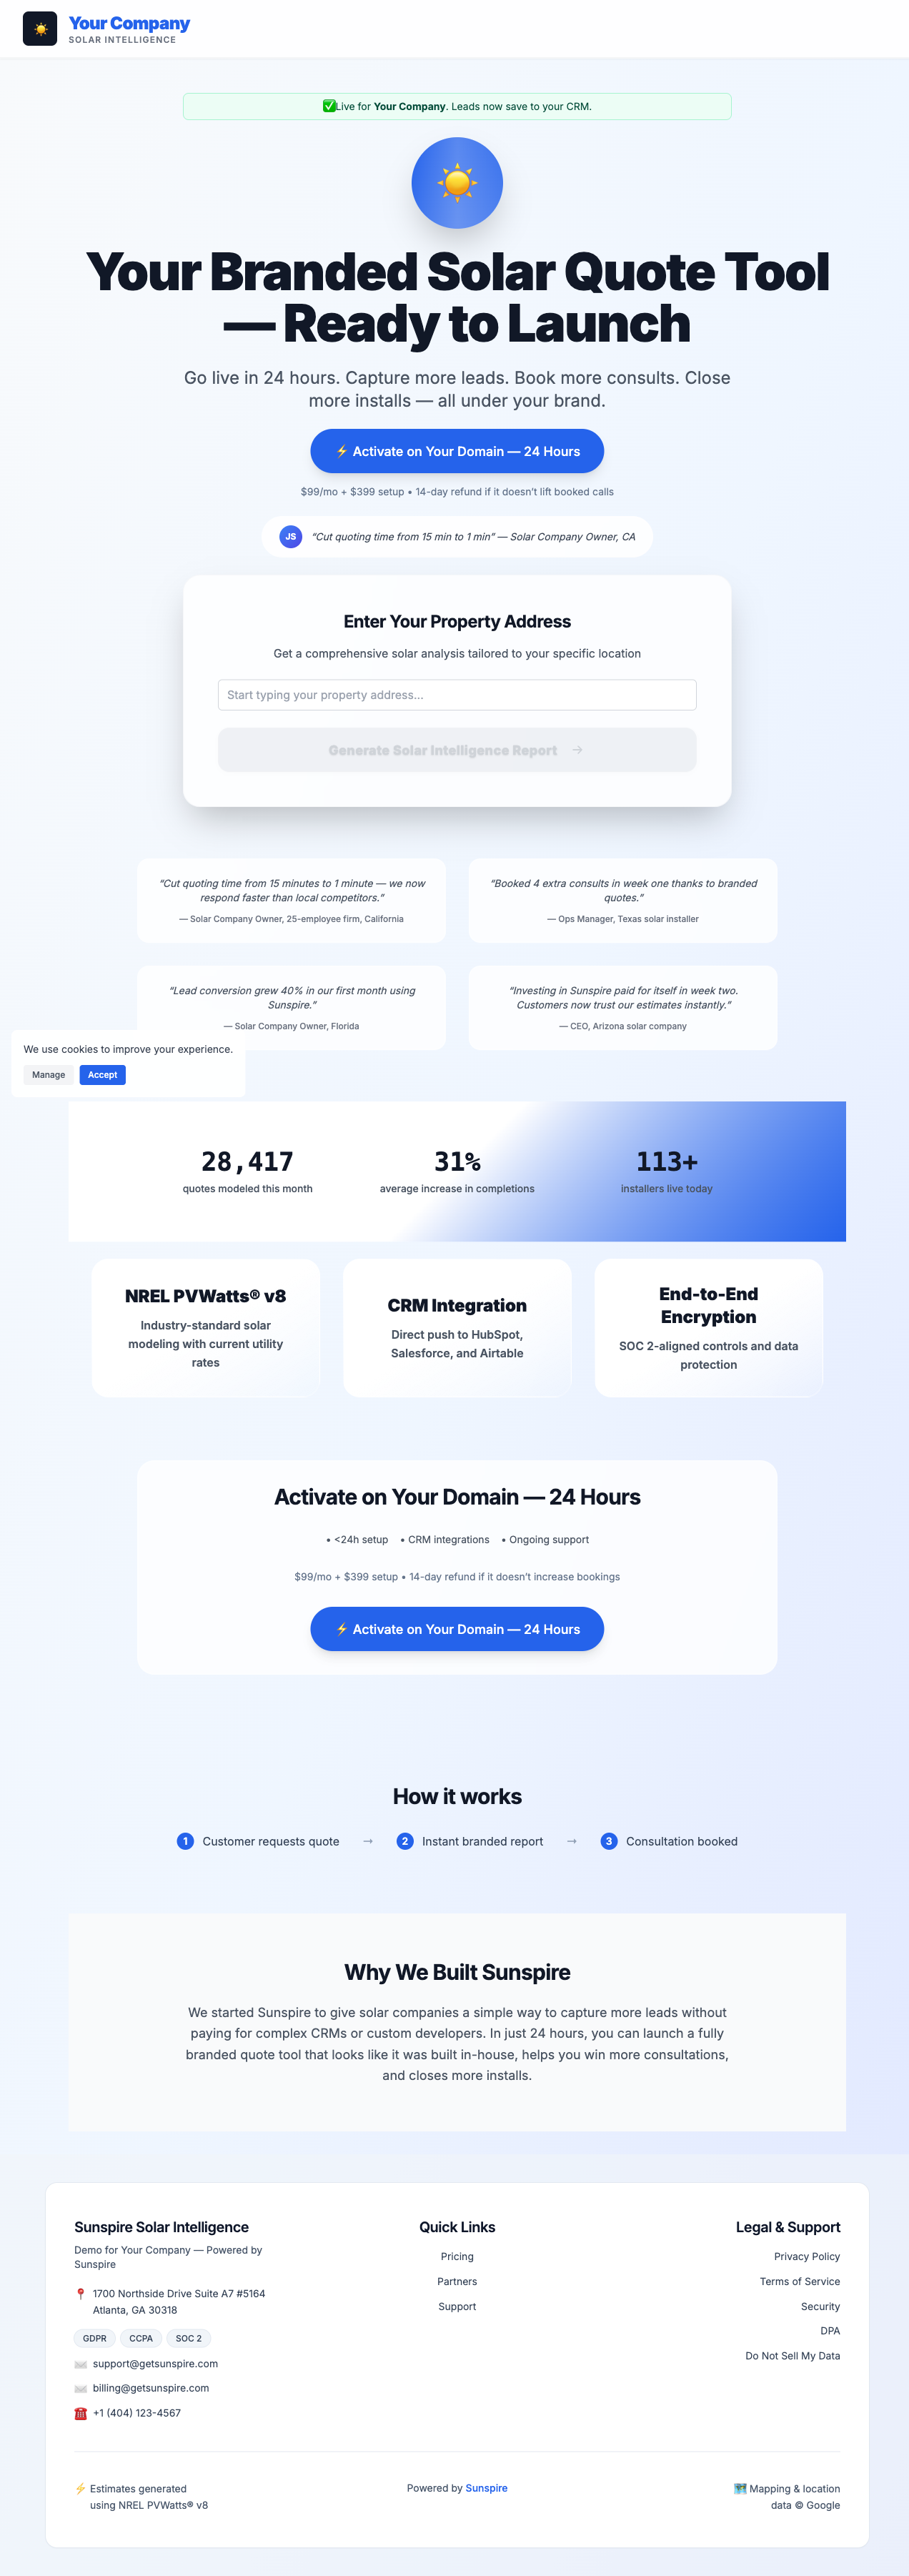 Your Company
SOLAR INTELLIGENCE
✅Live for Your Company. Leads now save to your CRM.
Your Branded Solar Quote Tool
— Ready to Launch
Go live in 24 hours. Capture more leads. Book more consults. Close
more installs — all under your brand.
⚡ Activate on Your Domain — 24 Hours
$99/mo + $399 setup • 14-day refund if it doesn’t lift booked calls
JS “Cut quoting time from 15 min to 1 min” — Solar Company Owner, CA
Enter Your Property Address
Get a comprehensive solar analysis tailored to your specific location
Start typing your property address...
Generate Solar Intelligence Report →
“Cut quoting time from 15 minutes to 1 minute — we now
respond faster than local competitors.”
— Solar Company Owner, 25-employee firm, California
“Booked 4 extra consults in week one thanks to branded
quotes.”
— Ops Manager, Texas solar installer
“Lead conversion grew 40% in our first month using
Sunspire.”
— Solar Company Owner, Florida
“Investing in Sunspire paid for itself in week two.
Customers now trust our estimates instantly.”
— CEO, Arizona solar company
We use cookies to improve your experience.
Manage Accept
28,417
quotes modeled this month
31%
average increase in completions
113+
installers live today
NREL PVWatts® v8
Industry-standard solar
modeling with current utility
rates
CRM Integration
Direct push to HubSpot,
Salesforce, and Airtable
End-to-End
Encryption
SOC 2-aligned controls and data
protection
Activate on Your Domain — 24 Hours
• <24h setup • CRM integrations • Ongoing support
$99/mo + $399 setup • 14-day refund if it doesn’t increase bookings
⚡ Activate on Your Domain — 24 Hours
How it works
1 Customer requests quote → 2 Instant branded report → 3 Consultation booked
Why We Built Sunspire
We started Sunspire to give solar companies a simple way to capture more leads without
paying for complex CRMs or custom developers. In just 24 hours, you can launch a fully
branded quote tool that looks like it was built in-house, helps you win more consultations,
and closes more installs.
Sunspire Solar Intelligence
Demo for Your Company — Powered by
Sunspire
1700 Northside Drive Suite A7 #5164
Atlanta, GA 30318
GDPR CCPA SOC 2
support@getsunspire.com
billing@getsunspire.com
+1 (404) 123-4567
Quick Links
Pricing
Partners
Support
Legal & Support
Privacy Policy
Terms of Service
Security
DPA
Do Not Sell My Data
⚡ Estimates generated
using NREL PVWatts® v8
Powered by Sunspire
Mapping & location
data © Google